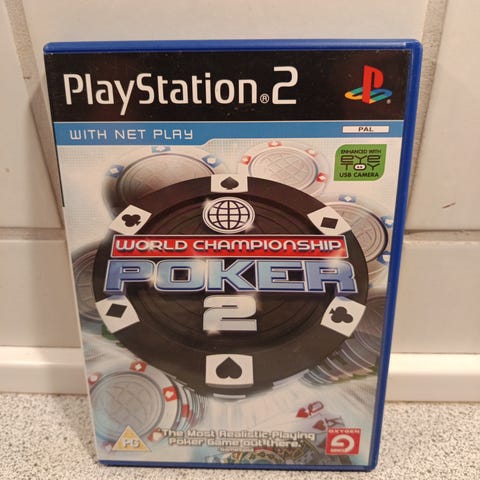 PlayStation®2
WITH NET PLAY
PAL
ENHANCED WITH
EYE
TOY
USB CAMERA
WORLD CHAMPIONSHIP
POKER
2
"The Most Realistic-Playing
Poker Game out there."
PG
OXYGEN